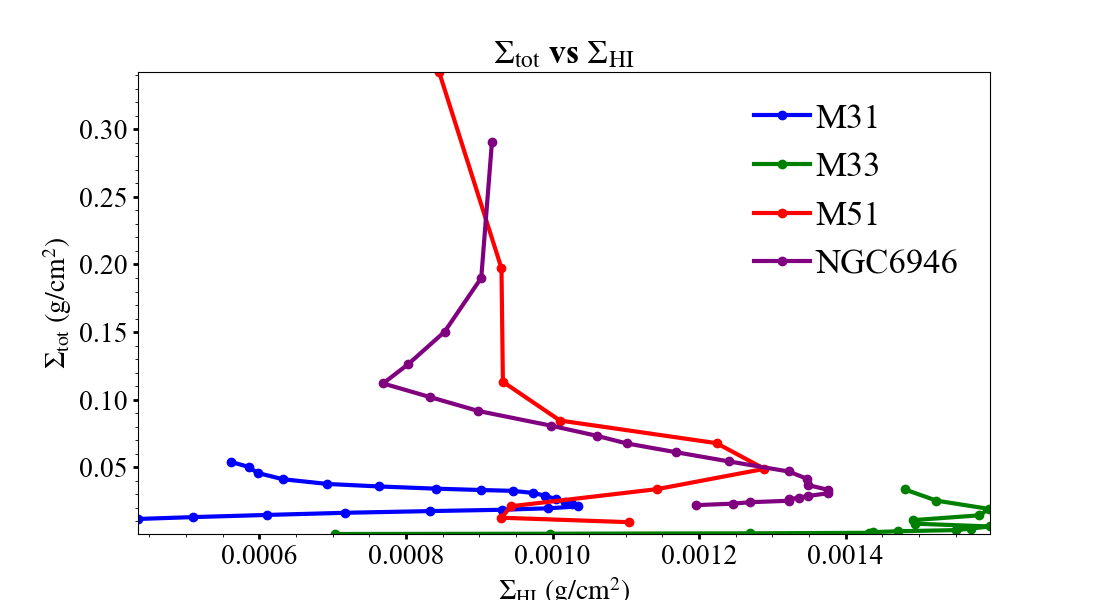 Σtot vs ΣHI
0.30
0.25
0.20
0.15
0.10
0.05
Σtot (g/cm²)
M31
M33
M51
NGC6946
0.0006 0.0008 0.0010 0.0012 0.0014
ΣHI (g/cm²)